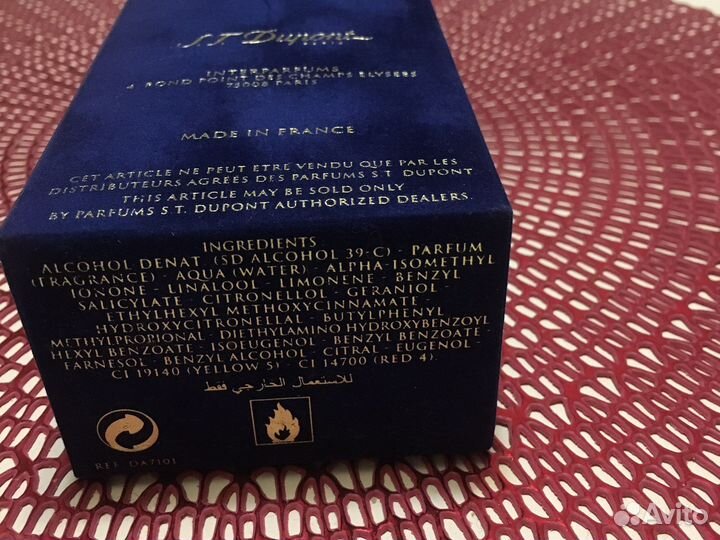 S.T. Dupont
PARIS
INTERPARFUMS
4, ROND POINT DES CHAMPS ELYSEES
75008 PARIS
MADE IN FRANCE
CET ARTICLE NE PEUT ETRE VENDU QUE PAR LES
DISTRIBUTEURS AGREES DES PARFUMS S.T. DUPONT
THIS ARTICLE MAY BE SOLD ONLY
BY PARFUMS S.T. DUPONT AUTHORIZED DEALERS.
INGREDIENTS
ALCOHOL DENAT. (SD ALCOHOL 39-C) - PARFUM
(FRAGRANCE) - AQUA (WATER) - ALPHA-ISOMETHYL
IONONE - LINALOOL - LIMONENE - BENZYL
SALICYLATE - CITRONELLOL - GERANIOL -
ETHYLHEXYL METHOXYCINNAMATE -
HYDROXYCITRONELLAL - BUTYLPHENYL
METHYLPROPIONAL - DIETHYLAMINO HYDROXYBENZOYL
HEXYL BENZOATE - ISOEUGENOL - BENZYL BENZOATE -
FARNESOL - BENZYL ALCOHOL - CITRAL - EUGENOL -
CI 19140 (YELLOW 5) - CI 14700 (RED 4).
للاستعمال الخارجي فقط
REF. DA7101
Avito